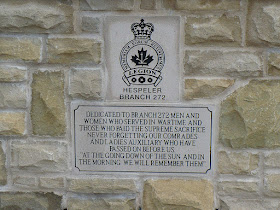 LEGION
HESPELER
BRANCH 272
DEDICATED TO BRANCH 272 MEN AND
WOMEN WHO SERVED IN WARTIME AND
THOSE WHO PAID THE SUPREME SACRIFICE
NEVER FORGETTING OUR COMRADES
AND LADIES AUXILIARY WHO HAVE
PASSED ON BEFORE US.
"AT THE GOING DOWN OF THE SUN AND IN
THE MORNING WE WILL REMEMBER THEM"